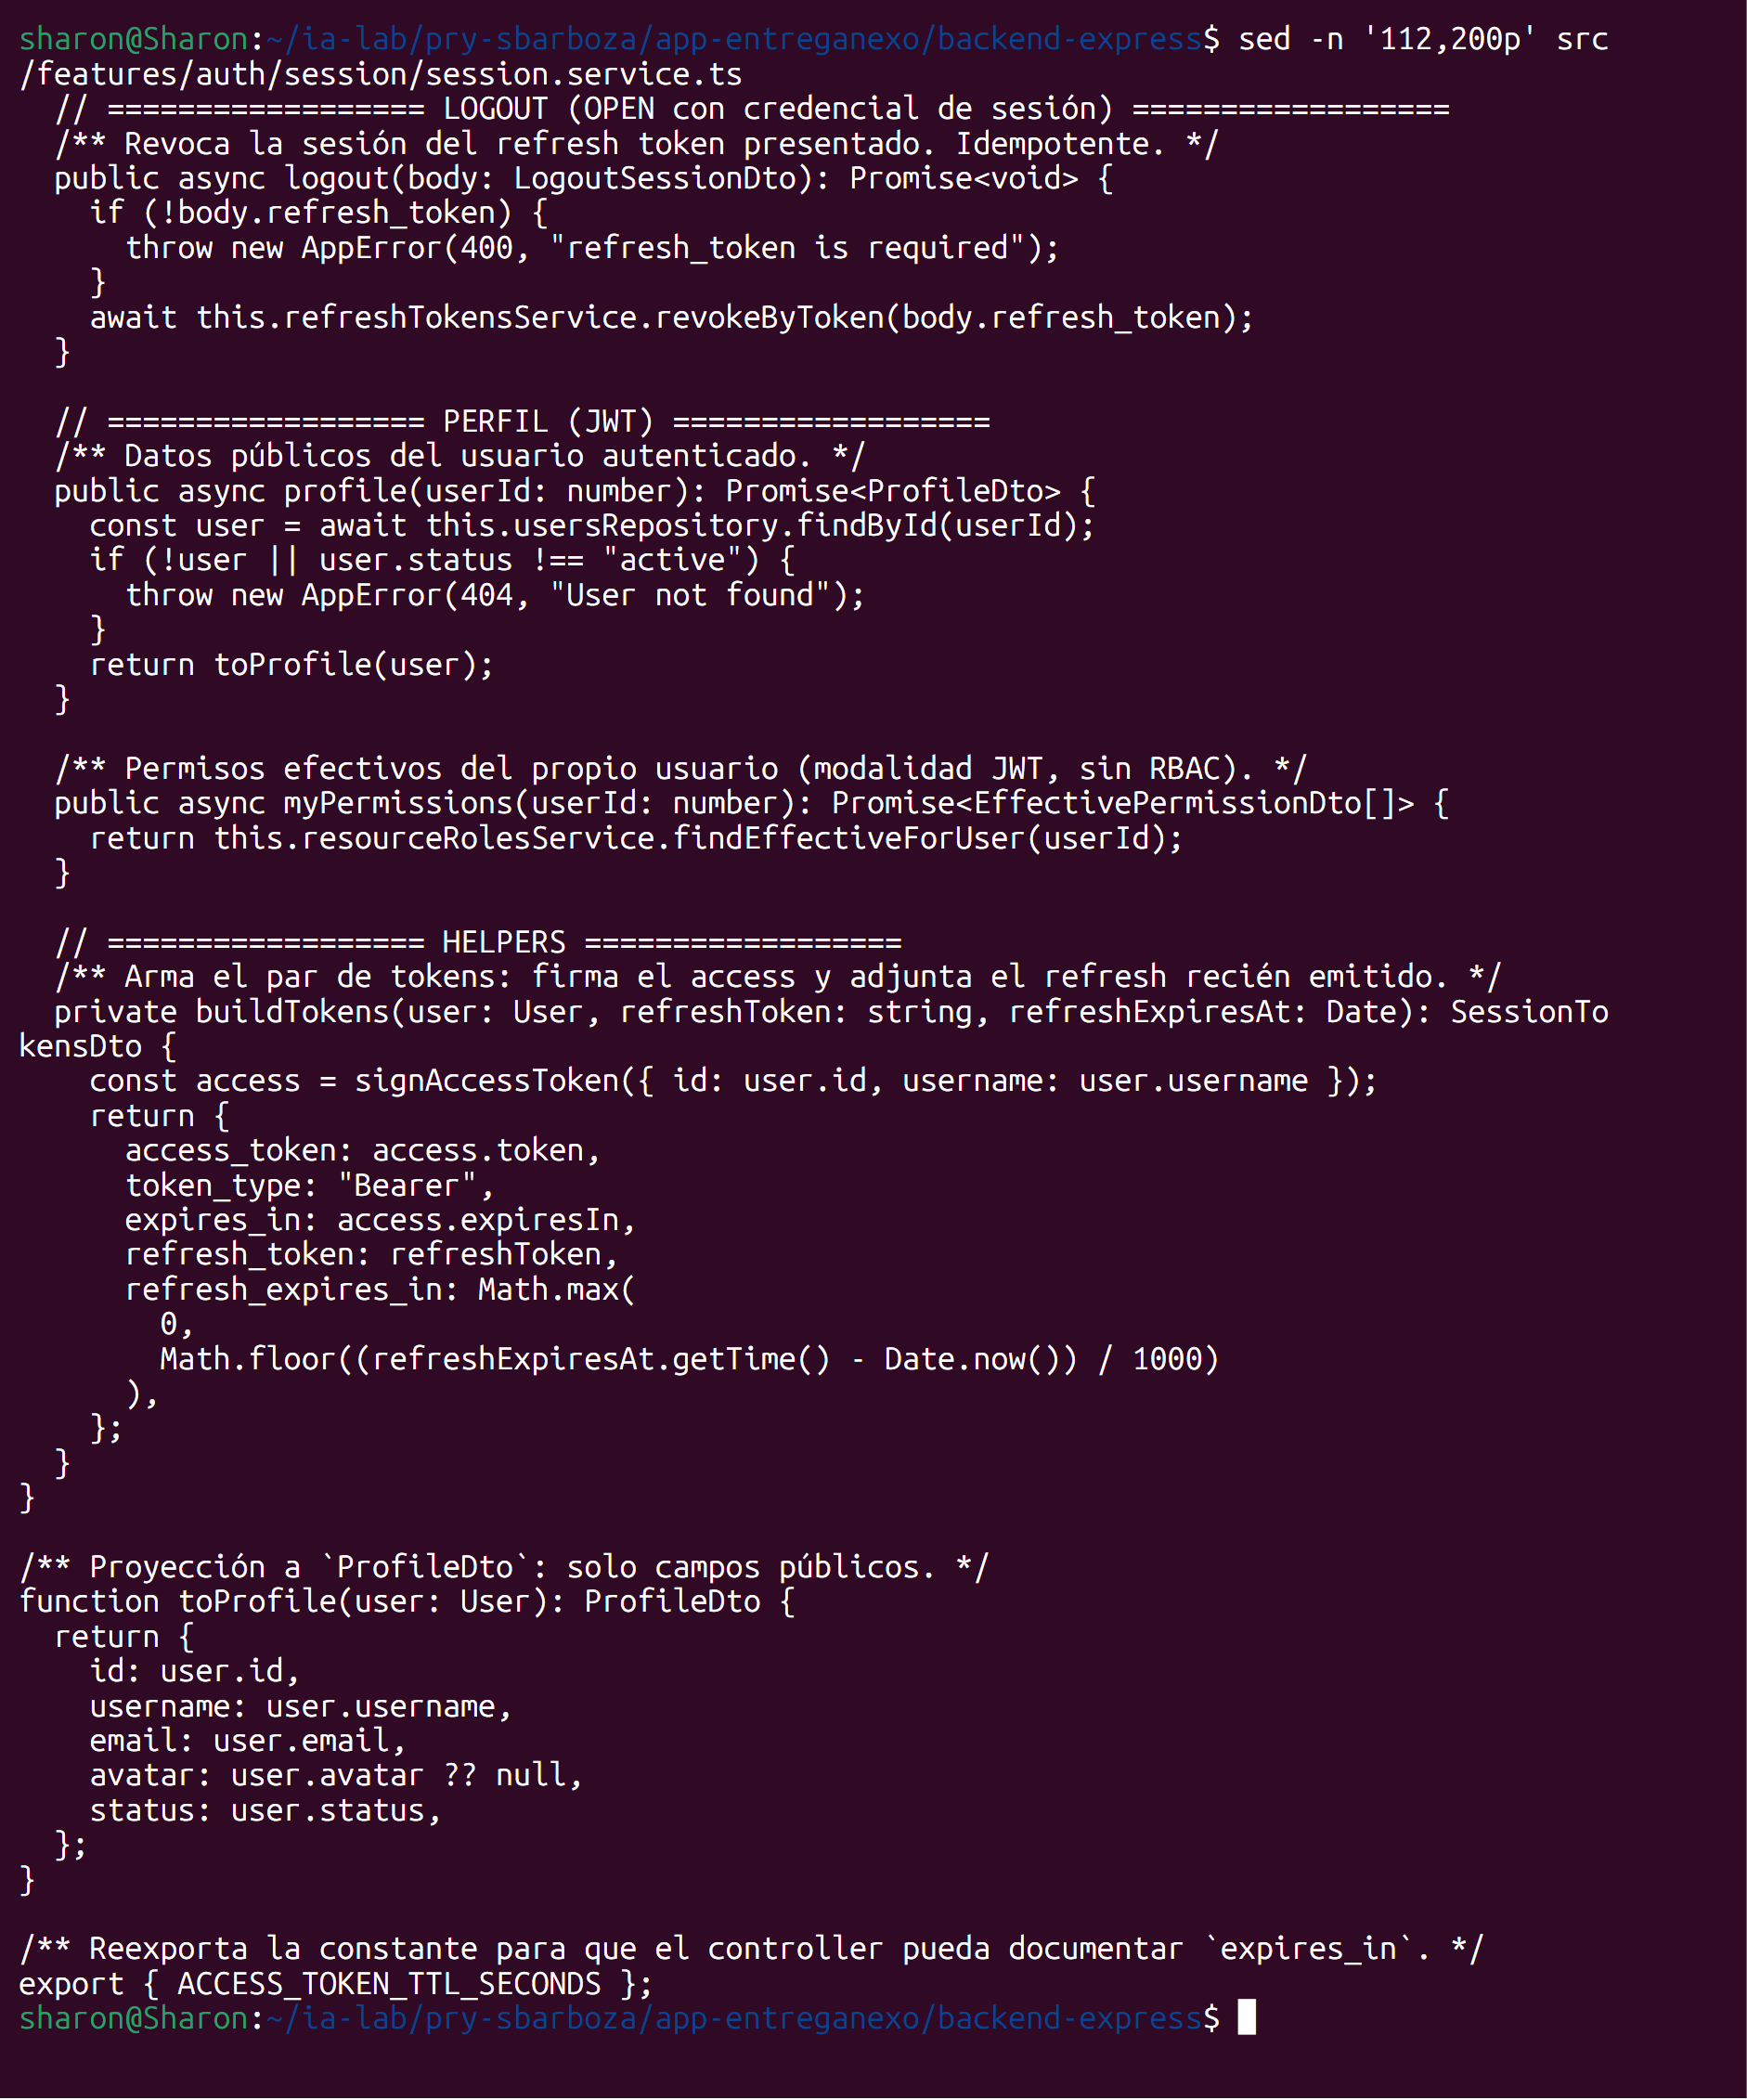 sharon@Sharon:~/ia-lab/pry-sbarboza/app-entreganexo/backend-express$ sed -n '112,200p' src
/features/auth/session/session.service.ts
  // ================== LOGOUT (OPEN con credencial de sesión) ==================
  /** Revoca la sesión del refresh token presentado. Idempotente. */
  public async logout(body: LogoutSessionDto): Promise<void> {
    if (!body.refresh_token) {
      throw new AppError(400, "refresh_token is required");
    }
    await this.refreshTokensService.revokeByToken(body.refresh_token);
  }

  // ================== PERFIL (JWT) ==================
  /** Datos públicos del usuario autenticado. */
  public async profile(userId: number): Promise<ProfileDto> {
    const user = await this.usersRepository.findById(userId);
    if (!user || user.status !== "active") {
      throw new AppError(404, "User not found");
    }
    return toProfile(user);
  }

  /** Permisos efectivos del propio usuario (modalidad JWT, sin RBAC). */
  public async myPermissions(userId: number): Promise<EffectivePermissionDto[]> {
    return this.resourceRolesService.findEffectiveForUser(userId);
  }

  // ================== HELPERS ==================
  /** Arma el par de tokens: firma el access y adjunta el refresh recién emitido. */
  private buildTokens(user: User, refreshToken: string, refreshExpiresAt: Date): SessionTo
kensDto {
    const access = signAccessToken({ id: user.id, username: user.username });
    return {
      access_token: access.token,
      token_type: "Bearer",
      expires_in: access.expiresIn,
      refresh_token: refreshToken,
      refresh_expires_in: Math.max(
        0,
        Math.floor((refreshExpiresAt.getTime() - Date.now()) / 1000)
      ),
    };
  }
}

/** Proyección a `ProfileDto`: solo campos públicos. */
function toProfile(user: User): ProfileDto {
  return {
    id: user.id,
    username: user.username,
    email: user.email,
    avatar: user.avatar ?? null,
    status: user.status,
  };
}

/** Reexporta la constante para que el controller pueda documentar `expires_in`. */
export { ACCESS_TOKEN_TTL_SECONDS };
sharon@Sharon:~/ia-lab/pry-sbarboza/app-entreganexo/backend-express$